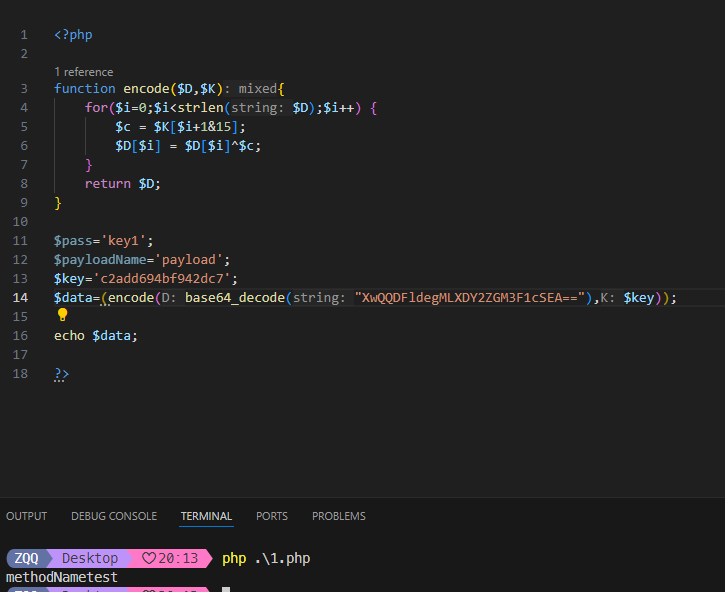 1 <?php
2
1 reference
3 function encode($D,$K): mixed{
4 for($i=0;$i<strlen(string: $D);$i++) {
5 $c = $K[$i+1&15];
6 $D[$i] = $D[$i]^$c;
7 }
8 return $D;
9 }
10
11 $pass='key1';
12 $payloadName='payload';
13 $key='c2add694bf942dc7';
14 $data=(encode(D: base64_decode(string: "XwQQDFldegMLXDY2ZGM3F1cSEA=="),K: $key));
15
16 echo $data;
17
18 ?>
OUTPUT DEBUG CONSOLE TERMINAL PORTS PROBLEMS
ZQQ Desktop ♡20:13 php .\1.php
methodNametest